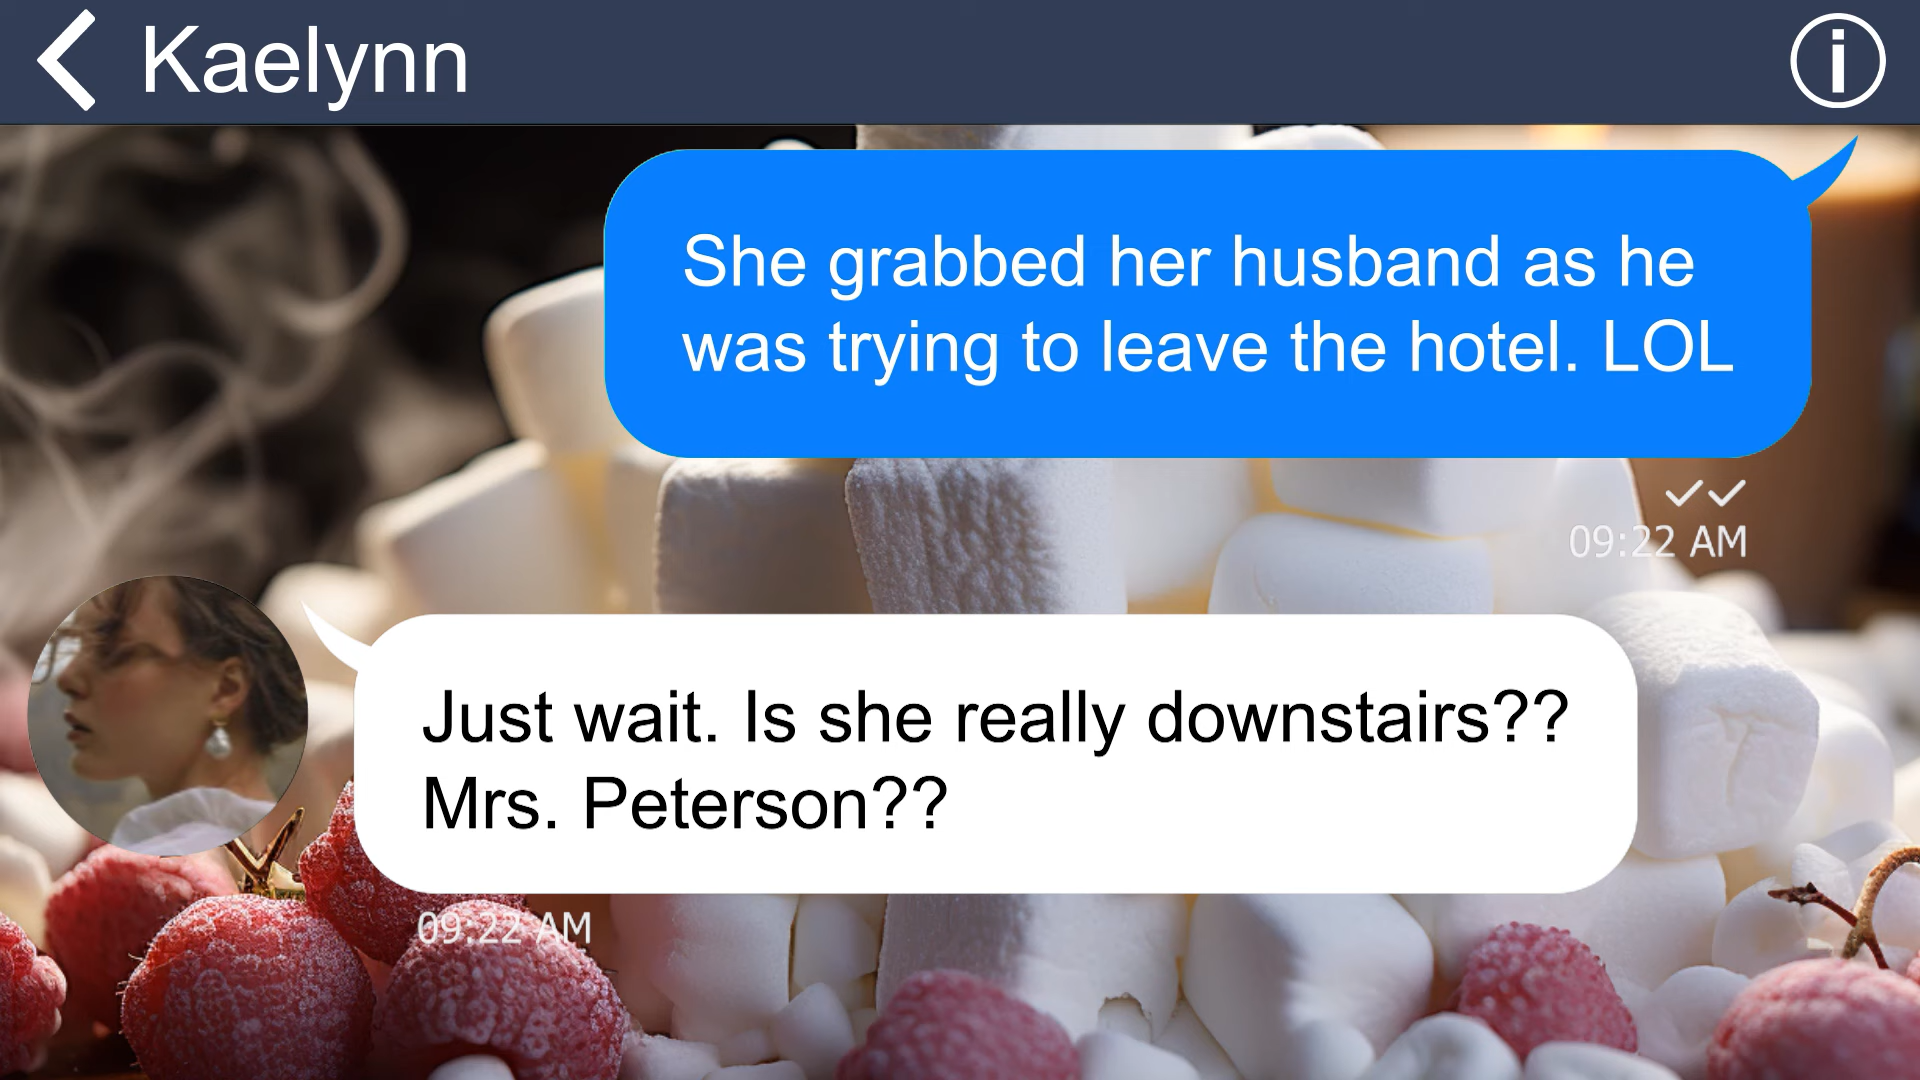 Kaelynn
She grabbed her husband as he
was trying to leave the hotel. LOL
09:22 AM
Just wait. Is she really downstairs??
Mrs. Peterson??
09:22 AM